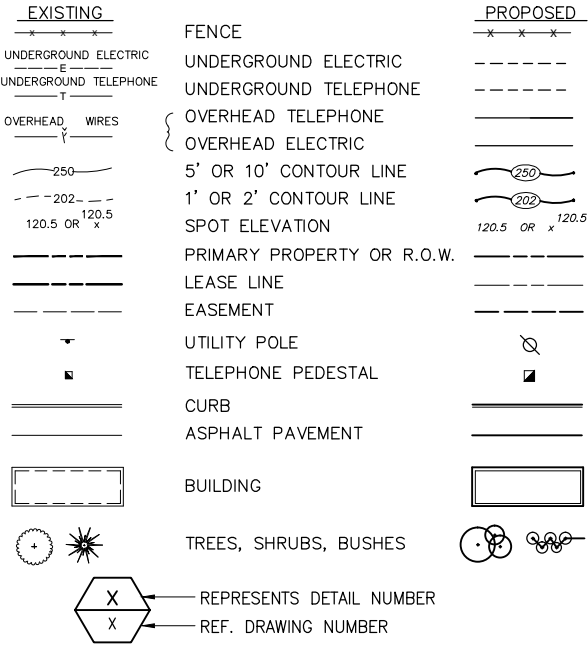 EXISTING PROPOSED
x x x FENCE x x x
UNDERGROUND ELECTRIC
E UNDERGROUND ELECTRIC
UNDERGROUND TELEPHONE
T UNDERGROUND TELEPHONE
OVERHEAD TELEPHONE
OVERHEAD WIRES
OVERHEAD ELECTRIC
250 5' OR 10' CONTOUR LINE 250
202 1' OR 2' CONTOUR LINE 202
120.5 OR x 120.5 SPOT ELEVATION 120.5 OR x 120.5
PRIMARY PROPERTY OR R.O.W.
LEASE LINE
EASEMENT
UTILITY POLE
TELEPHONE PEDESTAL
CURB
ASPHALT PAVEMENT
BUILDING
TREES, SHRUBS, BUSHES
X REPRESENTS DETAIL NUMBER
X REF. DRAWING NUMBER